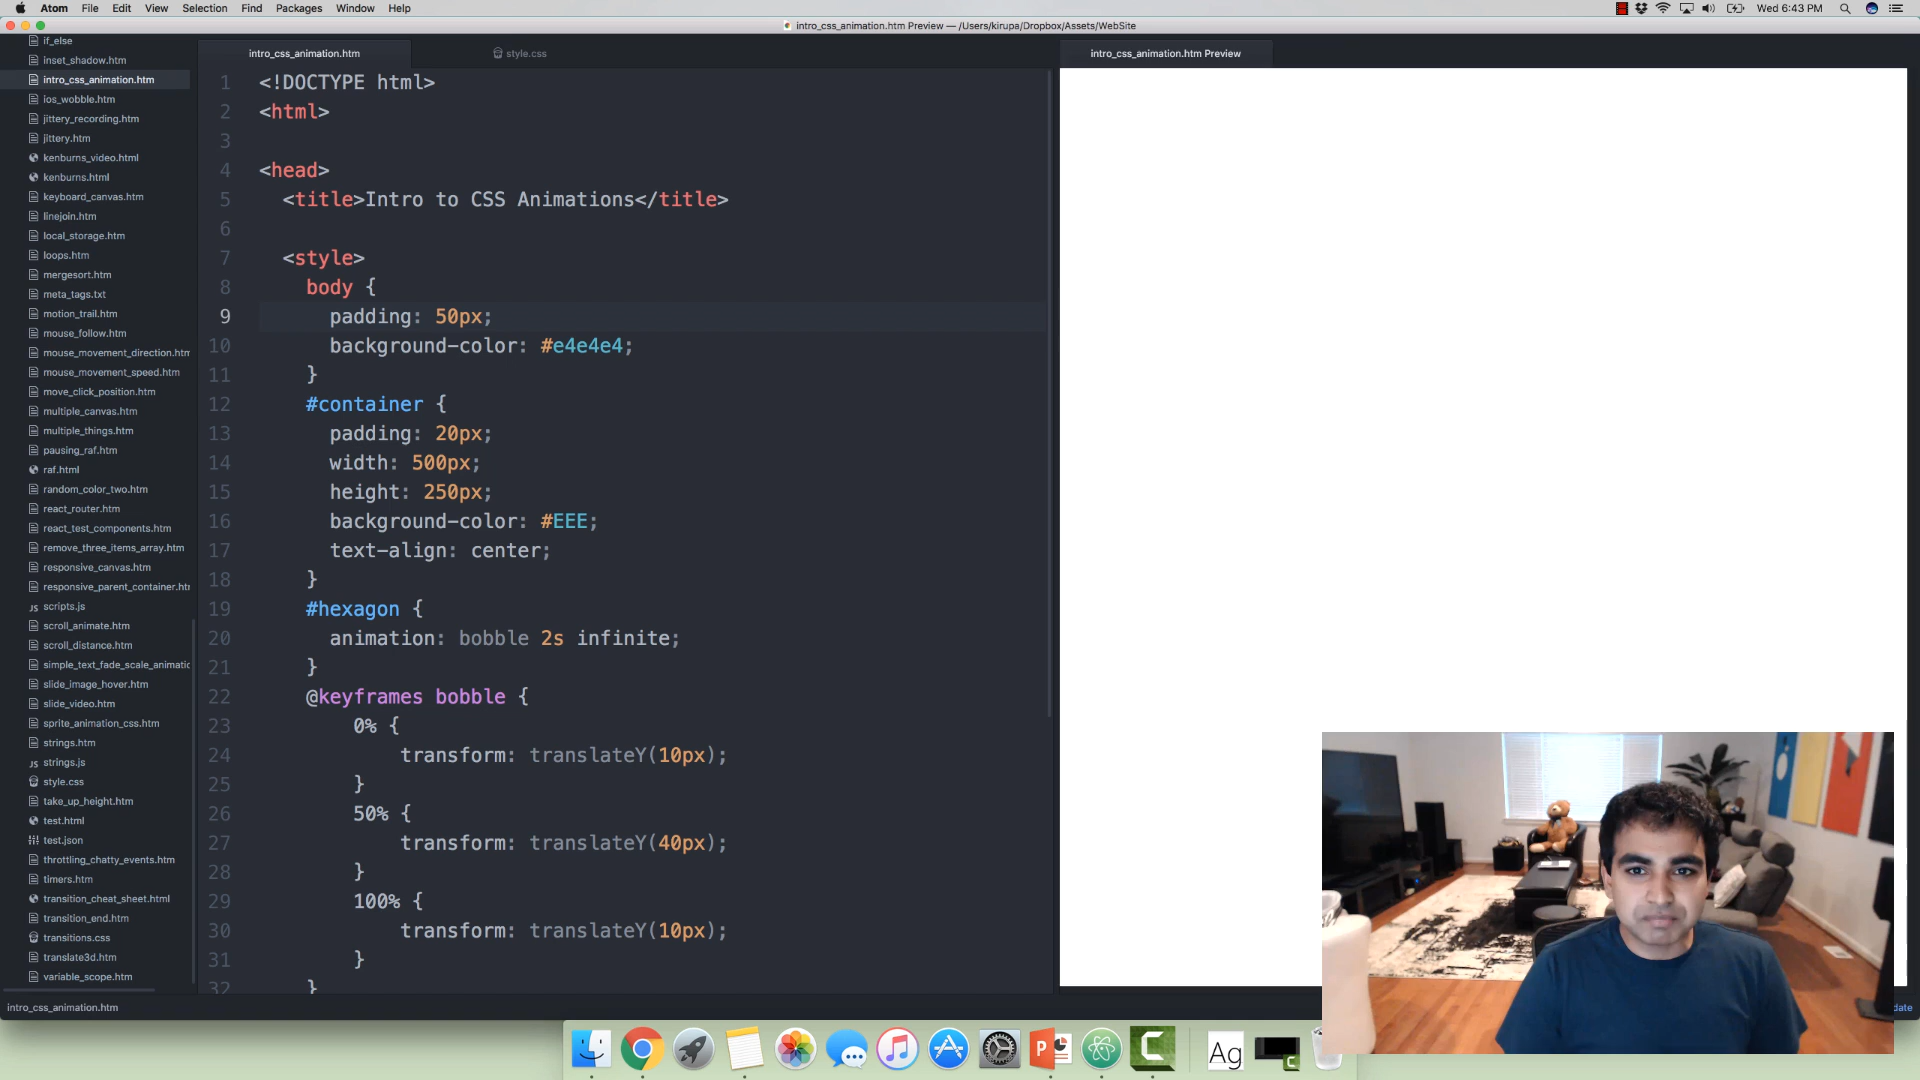 Atom File Edit View Selection Find Packages Window Help
Wed 6:43 PM
intro_css_animation.htm Preview — /Users/kirupa/Dropbox/Assets/WebSite
if_else
inset_shadow.htm
intro_css_animation.htm
ios_wobble.htm
jittery_recording.htm
jittery.htm
kenburns_video.html
kenburns.html
keyboard_canvas.htm
linejoin.htm
local_storage.htm
loops.htm
mergesort.htm
meta_tags.txt
motion_trail.htm
mouse_follow.htm
mouse_movement_direction.htm
mouse_movement_speed.htm
move_click_position.htm
multiple_canvas.htm
multiple_things.htm
pausing_raf.htm
raf.html
random_color_two.htm
react_router.htm
react_test_components.htm
remove_three_items_array.htm
responsive_canvas.htm
responsive_parent_container.ht
JS scripts.js
scroll_animate.htm
scroll_distance.htm
simple_text_fade_scale_animatio
slide_image_hover.htm
slide_video.htm
sprite_animation_css.htm
strings.htm
JS strings.js
style.css
take_up_height.htm
test.html
test.json
throttling_chatty_events.htm
timers.htm
transition_cheat_sheet.html
transition_end.htm
transitions.css
translate3d.htm
variable_scope.htm
intro_css_animation.htm
intro_css_animation.htm style.css
1 <!DOCTYPE html>
2 <html>
3
4 <head>
5 <title>Intro to CSS Animations</title>
6
7 <style>
8 body {
9 padding: 50px;
10 background-color: #e4e4e4;
11 }
12 #container {
13 padding: 20px;
14 width: 500px;
15 height: 250px;
16 background-color: #EEE;
17 text-align: center;
18 }
19 #hexagon {
20 animation: bobble 2s infinite;
21 }
22 @keyframes bobble {
23 0% {
24 transform: translateY(10px);
25 }
26 50% {
27 transform: translateY(40px);
28 }
29 100% {
30 transform: translateY(10px);
31 }
32 }
intro_css_animation.htm Preview
date
P
C
Ag
C